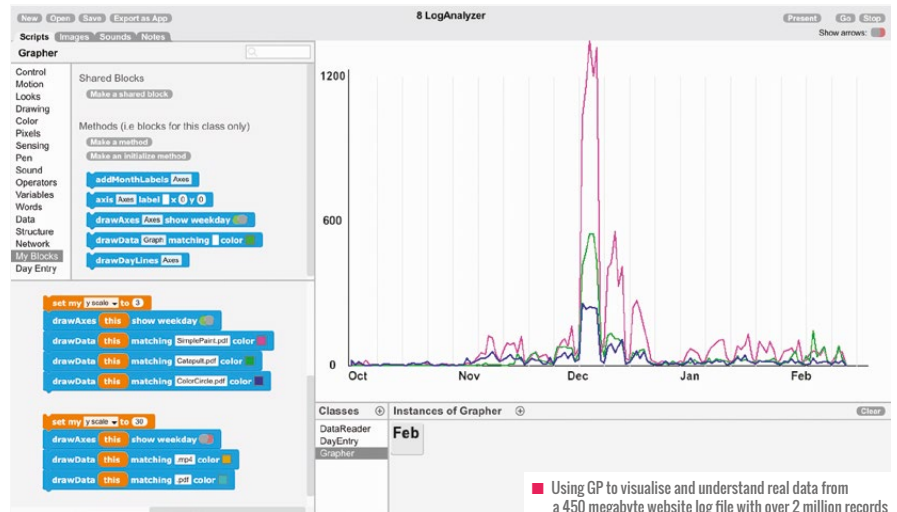 8 LogAnalyzer
New Open Save Export as App
Present Go Stop
Show arrows:
Scripts Images Sounds Notes
Grapher
Control
Motion
Looks
Drawing
Color
Pixels
Sensing
Pen
Sound
Operators
Variables
Words
Data
Structure
Network
My Blocks
Day Entry
Shared Blocks
Make a shared block
Methods (i.e blocks for this class only)
Make a method
Make an initialize method
addMonthLabels Axes
axis Axes label x 0 y 0
drawAxes Axes show weekday
drawData Graph matching color
drawDayLines Axes
set my y scale to 3
drawAxes this show weekday
drawData this matching SimplePaint.pdf color
drawData this matching Catapult.pdf color
drawData this matching ColorCircle.pdf color
set my y scale to 30
drawAxes this show weekday
drawData this matching .mp4 color
drawData this matching .pdf color
1200
600
0
Oct Nov Dec Jan Feb
Classes
DataReader
DayEntry
Grapher
Instances of Grapher
Clear
Feb
Using GP to visualise and understand real data from
a 450 megabyte website log file with over 2 million records